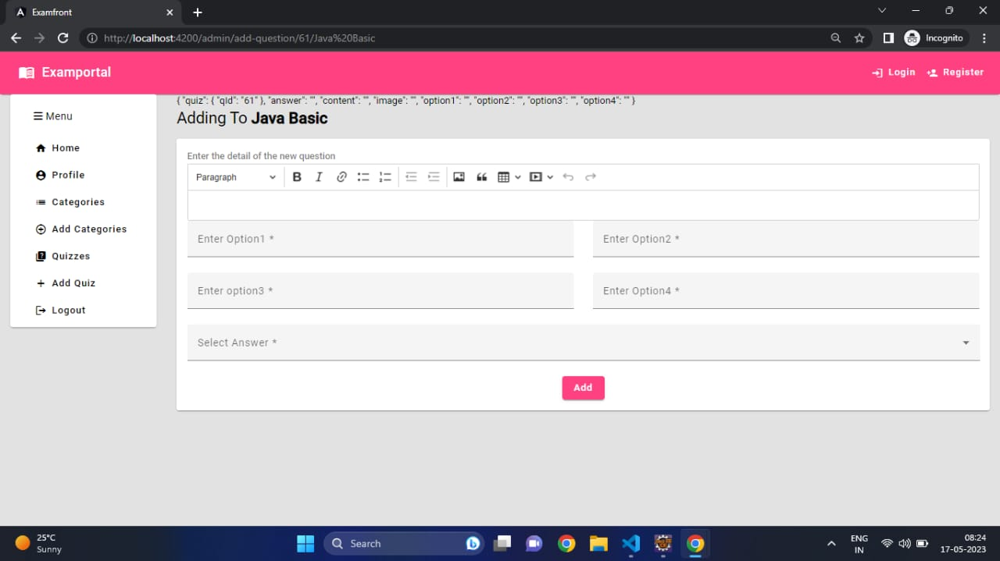 Examfront
http://localhost:4200/admin/add-question/61/Java%20Basic
Incognito
Examportal
Login
Register
{ "quiz": { "qId": "61" }, "answer": "", "content": "", "image": "", "option1": "", "option2": "", "option3": "", "option4": "" }
Menu
Adding To Java Basic
Home
Profile
Categories
Add Categories
Quizzes
Add Quiz
Logout
Enter the detail of the new question
Paragraph
Enter Option1 *
Enter Option2 *
Enter option3 *
Enter Option4 *
Select Answer *
Add
25°C
Sunny
Search
ENG
IN
08:24
17-05-2023